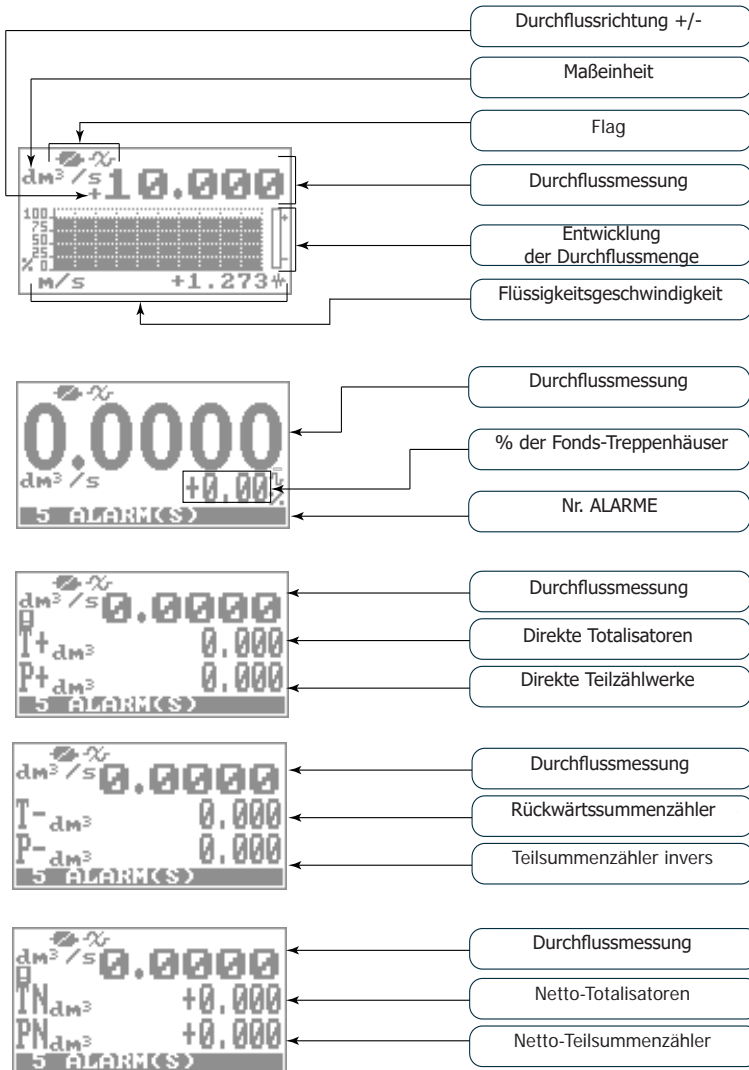 Durchflussrichtung +/-
Maßeinheit
Flag
dm³/s
+10.000
Durchflussmessung
100
75
50
25
% 0
+
-
Entwicklung
der Durchflussmenge
m/s +1.273
Flüssigkeitsgeschwindigkeit
0.0000
Durchflussmessung
dm³/s
+0.00%
% der Fonds-Treppenhäuser
5 ALARM(S)
Nr. ALARME
dm³/s 0.0000
Durchflussmessung
T+ dm³ 0.000
Direkte Totalisatoren
P+ dm³ 0.000
Direkte Teilzählwerke
5 ALARM(S)
dm³/s 0.0000
Durchflussmessung
T- dm³ 0.000
Rückwärtssummenzähler
P- dm³ 0.000
Teilsummenzähler invers
5 ALARM(S)
dm³/s 0.0000
Durchflussmessung
TN dm³ +0.000
Netto-Totalisatoren
PN dm³ +0.000
Netto-Teilsummenzähler
5 ALARM(S)